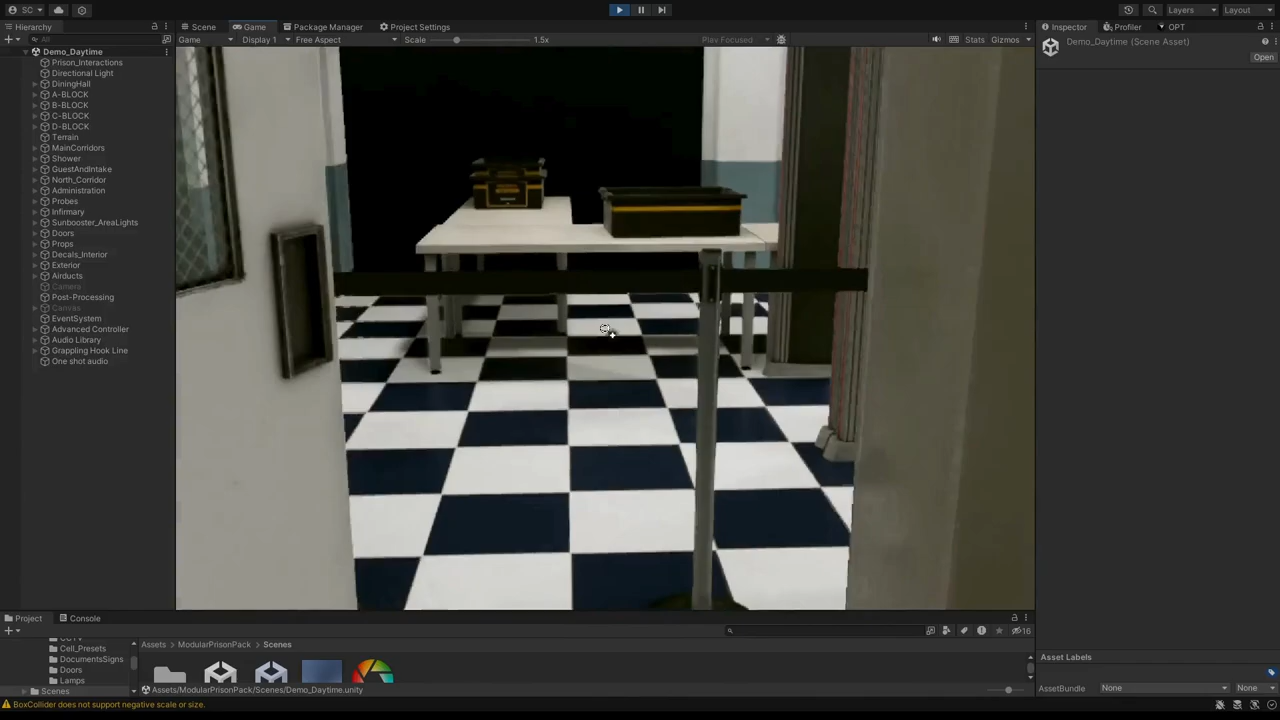 SC
Layers
Layout
Hierarchy
Scene
Game
Package Manager
Project Settings
Inspector
Profiler
OPT
All
Game
Display 1
Free Aspect
Scale
1.5x
Play Focused
Stats
Gizmos
Demo_Daytime (Scene Asset)
Open
Demo_Daytime
Prison_Interactions
Directional Light
DiningHall
A-BLOCK
B-BLOCK
C-BLOCK
D-BLOCK
Terrain
MainCorridors
Shower
GuestAndIntake
North_Corridor
Administration
Probes
Infirmary
Sunbooster_AreaLights
Doors
Props
Decals_Interior
Exterior
Airducts
Camera
Post-Processing
Canvas
EventSystem
Advanced Controller
Audio Library
Grappling Hook Line
One shot audio
Project
Console
16
CCTV
Cell_Presets
DocumentsSigns
Doors
Lamps
Scenes
Assets
ModularPrisonPack
Scenes
Assets/ModularPrisonPack/Scenes/Demo_Daytime.unity
Asset Labels
AssetBundle
None
None
BoxCollider does not support negative scale or size.